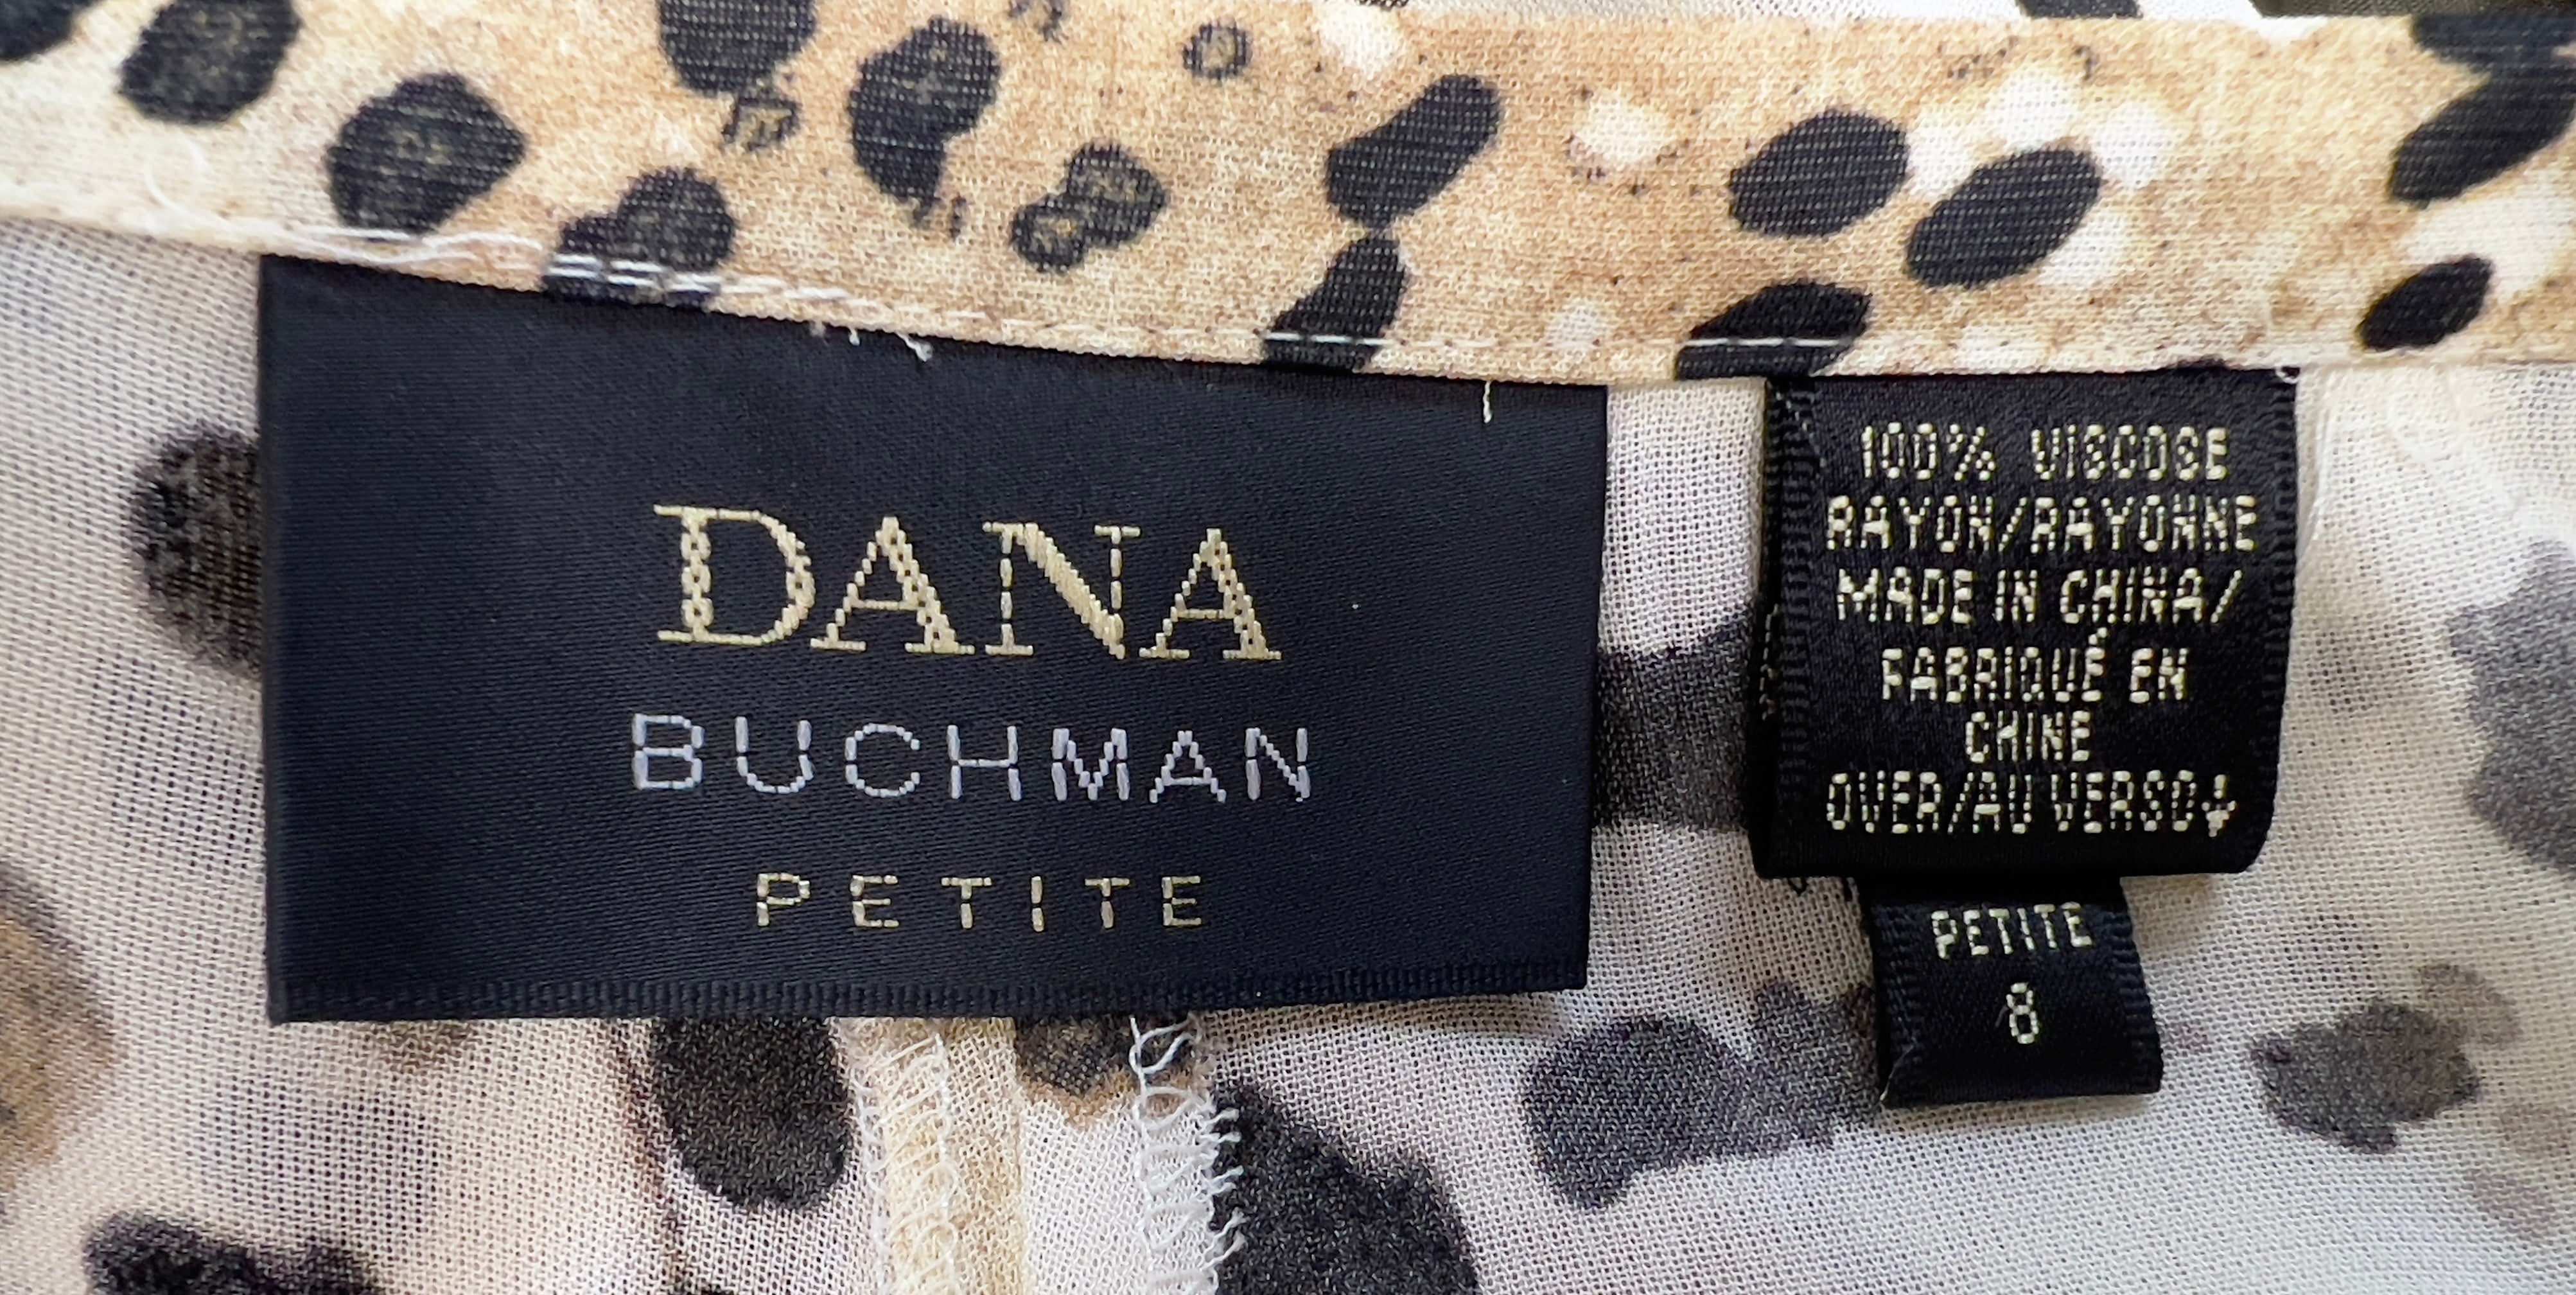 DANA
BUCHMAN
PETITE
100% VISCOSE
RAYON/RAYONNE
MADE IN CHINA/
FABRIQUÉ EN
CHINE
OVER/AU VERSO↓
PETITE
8